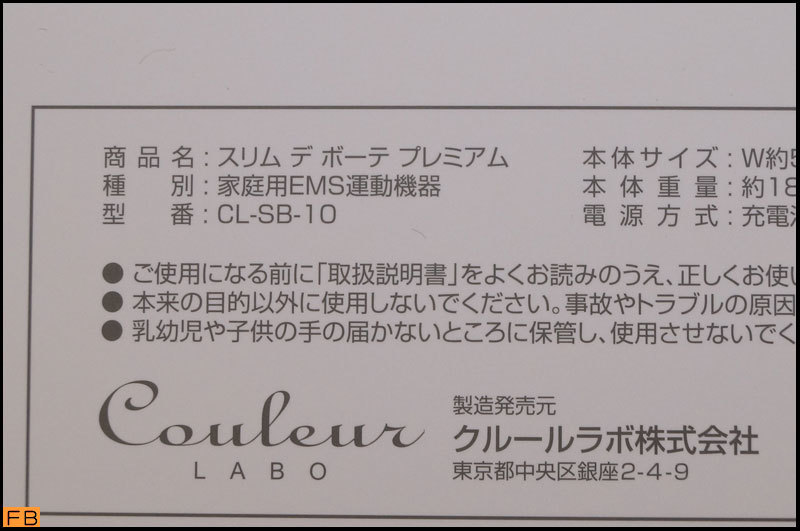 商品名：スリム デ ボーテ プレミアム
種別：家庭用EMS運動機器
型番：CL-SB-10
本体サイズ：W約5
本体重量：約18
電源方式：充電
●ご使用になる前に「取扱説明書」をよくお読みのうえ、正しくお使い
●本来の目的以外に使用しないでください。事故やトラブルの原因
●乳幼児や子供の手の届かないところに保管し、使用させないでく
Couleur
LABO
製造発売元
クルールラボ株式会社
東京都中央区銀座2-4-9
FB